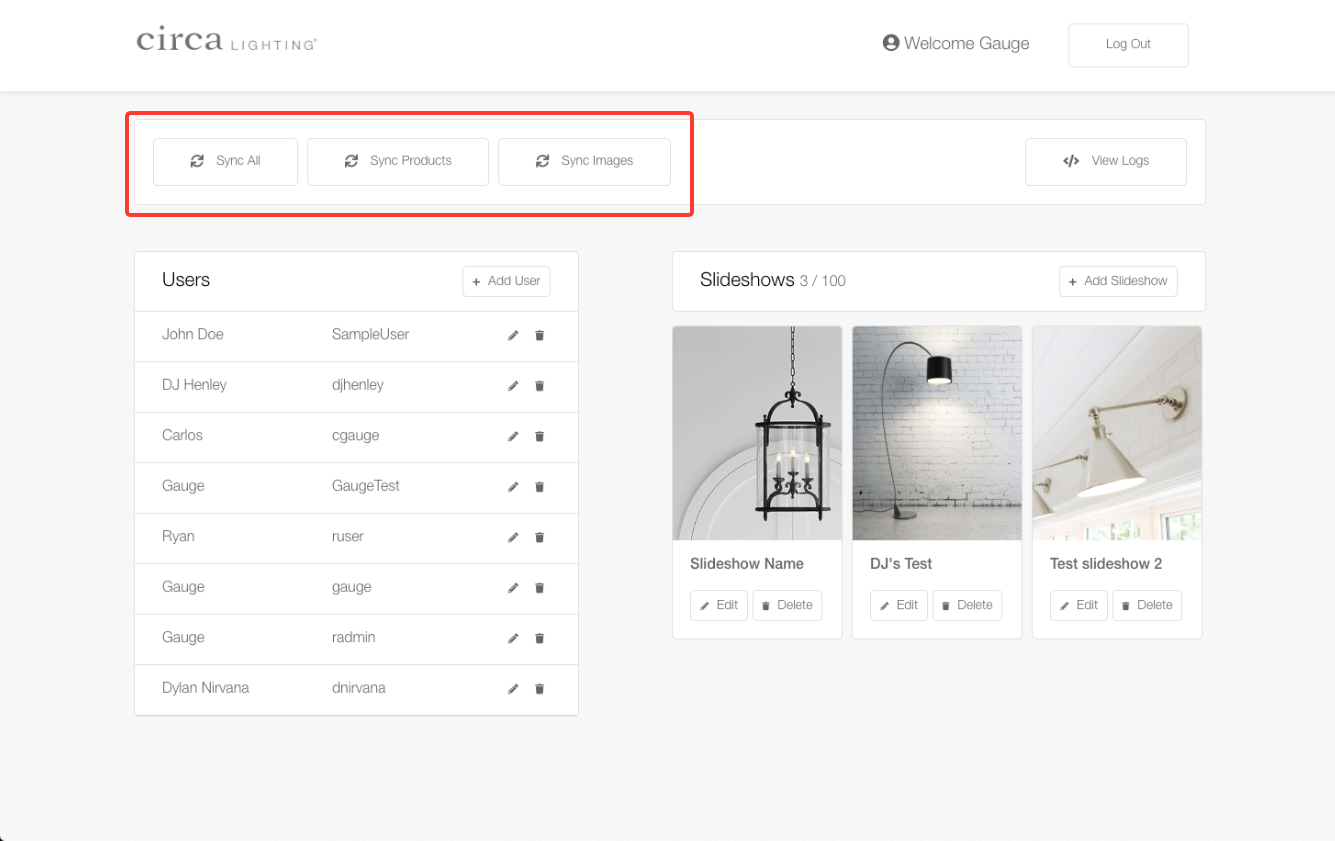 circa LIGHTING®
Welcome Gauge
Log Out
Sync All
Sync Products
Sync Images
View Logs
Users
+ Add User
John Doe SampleUser
DJ Henley djhenley
Carlos cgauge
Gauge GaugeTest
Ryan ruser
Gauge gauge
Gauge radmin
Dylan Nirvana dnirvana
Slideshows 3 / 100
+ Add Slideshow
Slideshow Name
Edit Delete
DJ's Test
Edit Delete
Test slideshow 2
Edit Delete